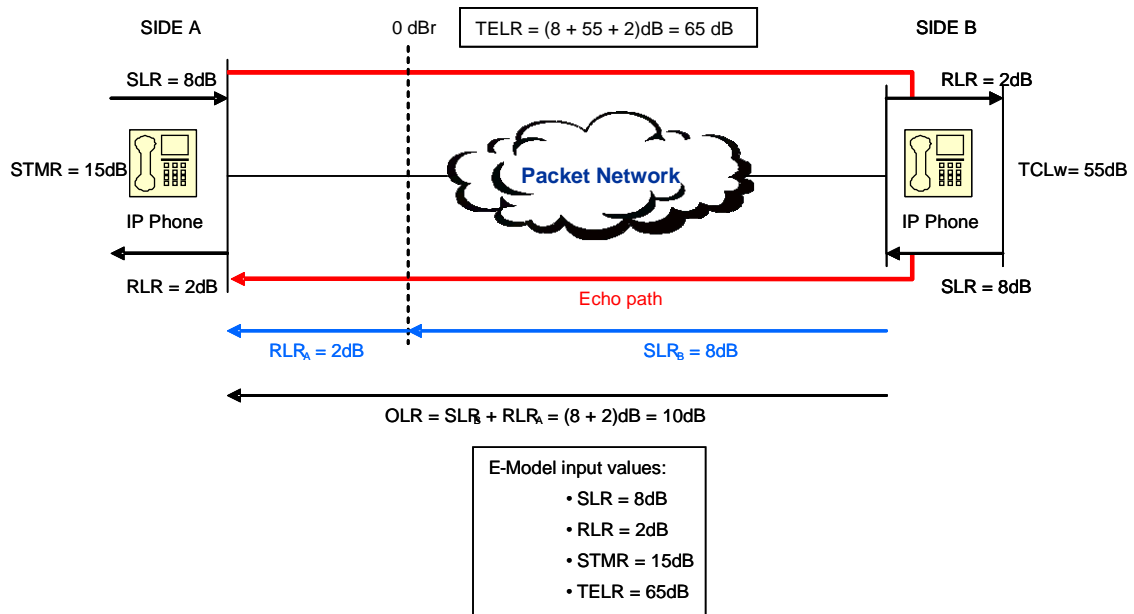 SIDE A
0 dBr
TELR = (8 + 55 + 2)dB = 65 dB
SIDE B
SLR = 8dB
RLR = 2dB
STMR = 15dB
Packet Network
TCLw= 55dB
IP Phone
IP Phone
RLR = 2dB
Echo path
SLR = 8dB
RLRA = 2dB
SLRB = 8dB
OLR = SLRB + RLRA = (8 + 2)dB = 10dB
E-Model input values:
• SLR = 8dB
• RLR = 2dB
• STMR = 15dB
• TELR = 65dB